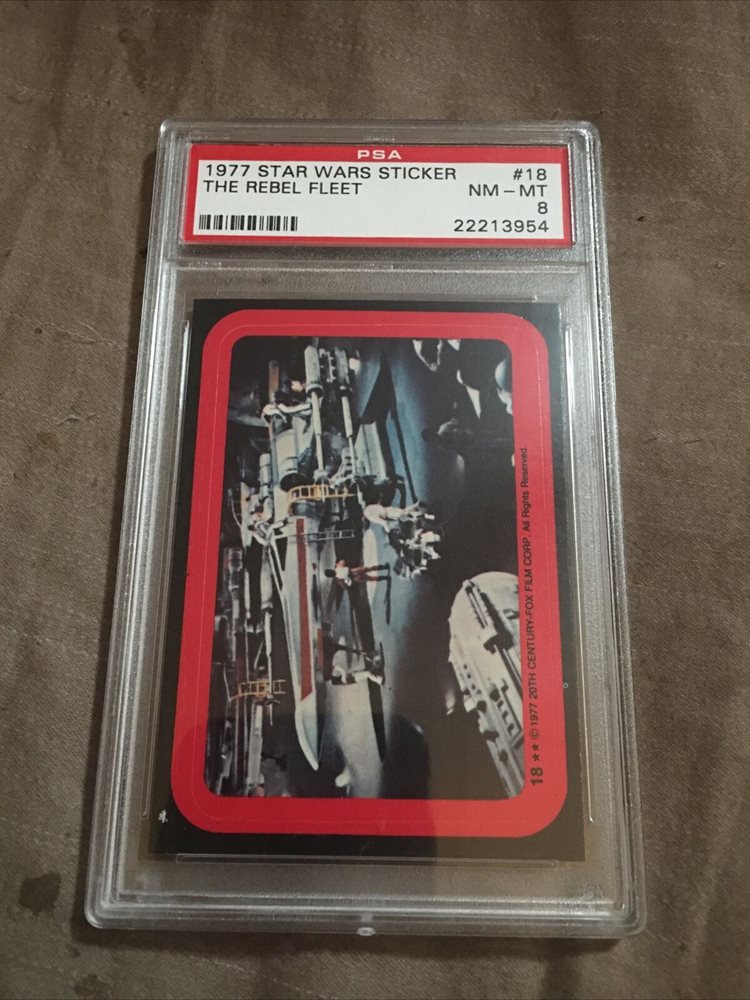 PSA
1977 STAR WARS STICKER #18
THE REBEL FLEET NM – MT
8
22213954
18 ★★ © 1977 20TH CENTURY-FOX FILM CORP. All Rights Reserved.